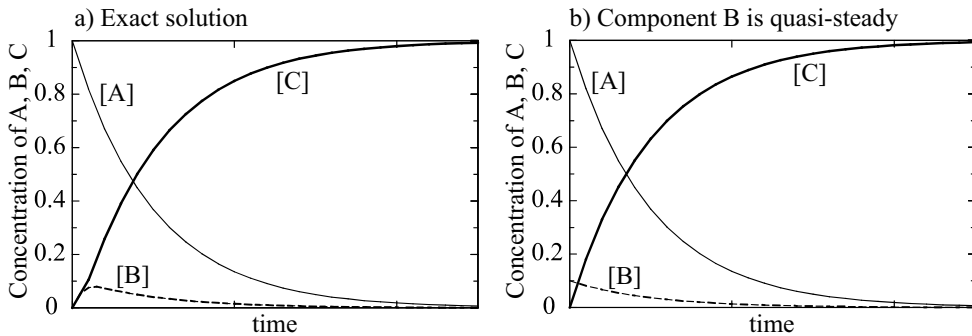 a) Exact solution
Concentration of A, B, C
1
0.8
0.6
0.4
0.2
0
[A]
[C]
[B]
time
b) Component B is quasi-steady
Concentration of A, B, C
1
0.8
0.6
0.4
0.2
0
[A]
[C]
[B]
time